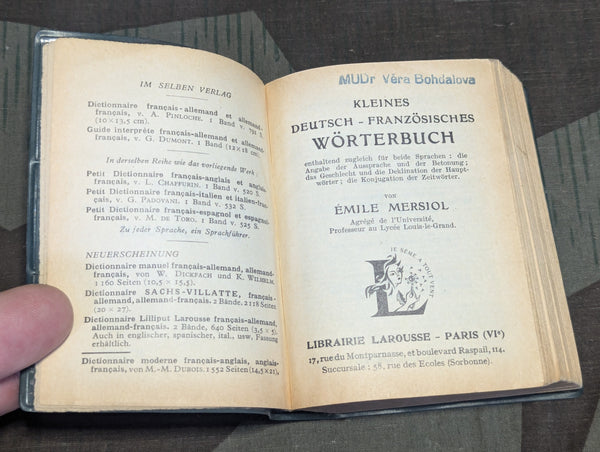 IM SELBEN VERLAG
Dictionnaire français-allemand et allemand-
français, v. A. PINLOCHE. 1 Band v. 791 S.
(10×13,5 cm).
Guide interprète français-allemand et allemand-
français, v. G. DUMONT. 1 Band (12×18 cm).
In derselben Reihe wie das vorliegende Werk :
Petit Dictionnaire français-anglais et anglais-
français, v. L. CHAFFURIN. 1 v. 520 S.
Petit Dictionnaire français-italien et italien-fran-
çais, v. G. PADOVANI. 1 v. 532 S.
Petit Dictionnaire français-espagnol et espagnol-
français, v. M. DE TORO. 1 Band v. 525 S.
Zu jeder Sprache, ein Sprachführer.
NEUERSCHEINUNG
Dictionnaire manuel français-allemand, allemand-
français, von W. DICKFACH und K. WILHOLM.
1 160 Seiten (10,5×15).
Dictionnaire SACHS-VILLATTE, français-
allemand, allemand-français. 2 Bände. 2 118 Seiten
(20 × 27).
Dictionnaire Lilliput Larousse français-allemand,
allemand-français. 2 Bände, 640 Seiten (3,5×5).
Auch in englischer, spanischer, ital., usw, Fassung
erhältlich.
Dictionnaire moderne français-anglais, anglais-
français, von M.-M. DUBOIS. 1 552 Seiten (14,5×21),
MUDr Věra Bohdalova
KLEINES
DEUTSCH - FRANZÖSISCHES
WÖRTERBUCH
enthaltend zugleich für beide Sprachen : die
Angabe der Aussprache und der Betonung;
das Geschlecht und die Deklination der Haupt-
wörter ; die Konjugation der Zeitwörter.
VON
ÉMILE MERSIOL
Agrégé de l'Université,
Professeur au Lycée Louis-le-Grand.
JE SÈME A TOUT VENT
L
LIBRAIRIE LAROUSSE - PARIS (VIe)
17, rue du Montparnasse, et boulevard Raspail, 114.
Succursale : 58, rue des Ecoles (Sorbonne).